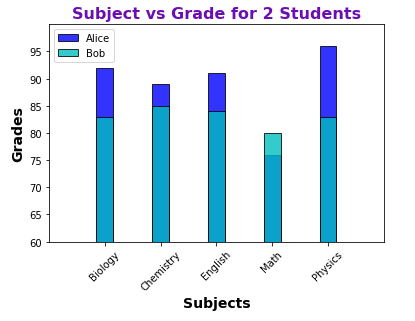 Subject vs Grade for 2 Students
Alice
Bob
Grades
95
90
85
80
75
70
65
60
Biology
Chemistry
English
Math
Physics
Subjects